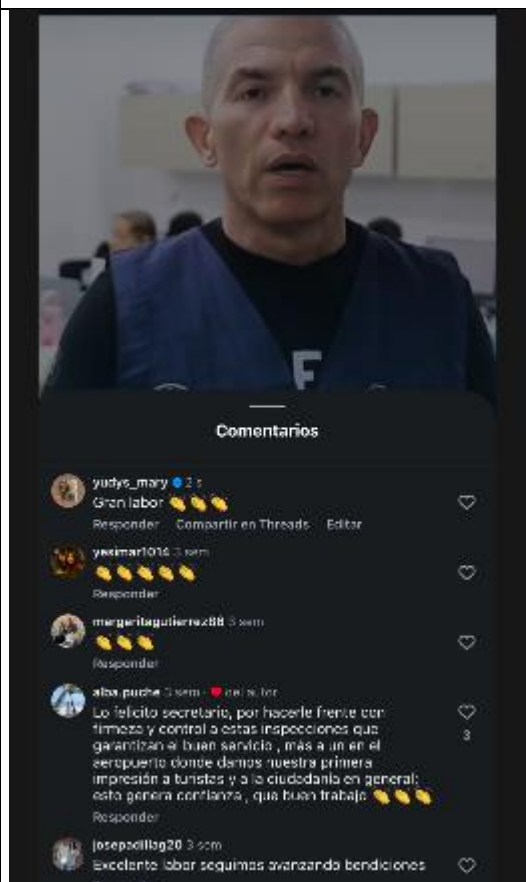 F
Comentarios
yudys_mary 2 s
Gran labor 👏👏👏
Responder Compartir en Threads Editar
yesimar1014 3 sem
👏👏👏👏👏
Responder
margaritagutierrez88 3 sem
👏👏👏
Responder
alba.puche 3 sem · ❤️ del autor
Lo felicito secretario, por hacerle frente con
firmeza y control a estas inspecciones que
garantizan el buen servicio , más a un en el
aeropuerto donde damos nuestra primera
impresión a turistas y a la ciudadanía en general;
esto genera confianza , que buen trabajo 👏👏👏
3
Responder
josepadillag20 3 sem
Excelente labor seguimos avanzando bendiciones